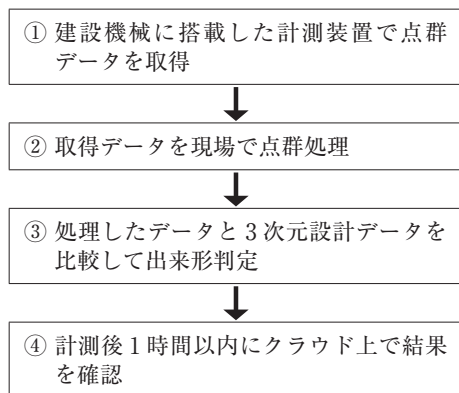 ① 建設機械に搭載した計測装置で点群
データを取得
② 取得データを現場で点群処理
③ 処理したデータと3次元設計データを
比較して出来形判定
④ 計測後1時間以内にクラウド上で結果
を確認